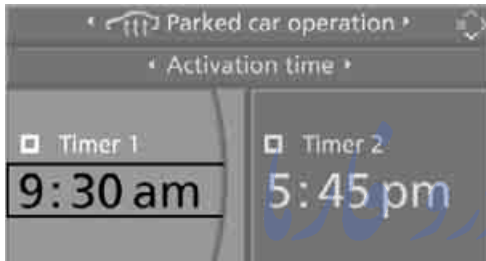 Parked car operation
Activation time
Timer 1
Timer 2
9:30 am
5:45 pm